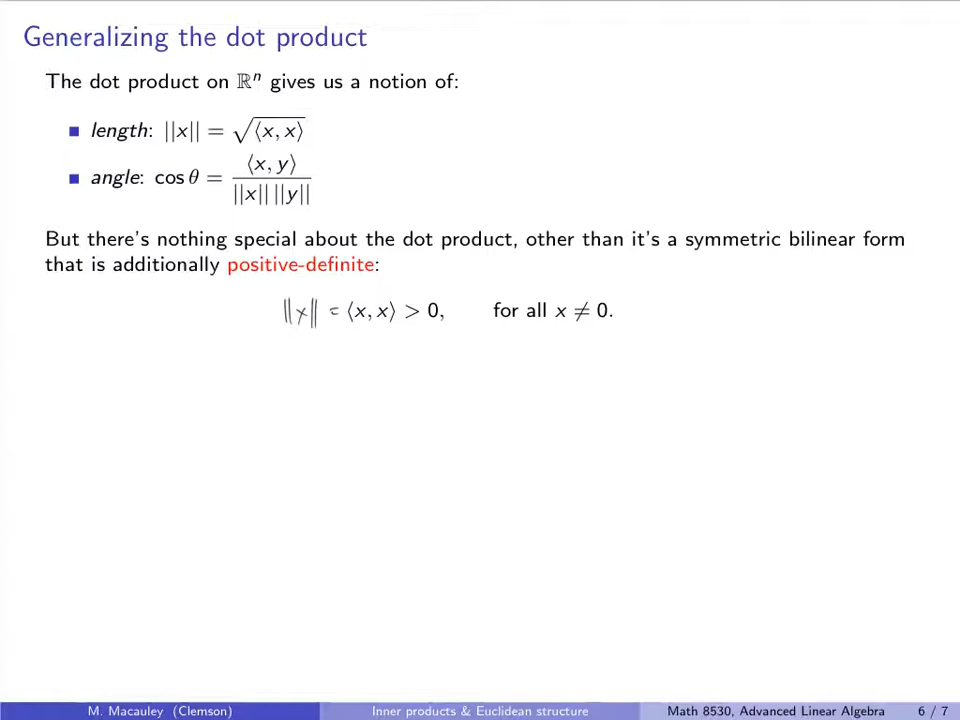 Generalizing the dot product
The dot product on ℝⁿ gives us a notion of:
length: ||x|| = √⟨x, x⟩
angle: cos θ = ⟨x, y⟩ / ||x|| ||y||
But there's nothing special about the dot product, other than it's a symmetric bilinear form
that is additionally positive-definite:
||x|| = ⟨x, x⟩ > 0, for all x ≠ 0.
M. Macauley (Clemson) Inner products & Euclidean structure Math 8530, Advanced Linear Algebra 6 / 7